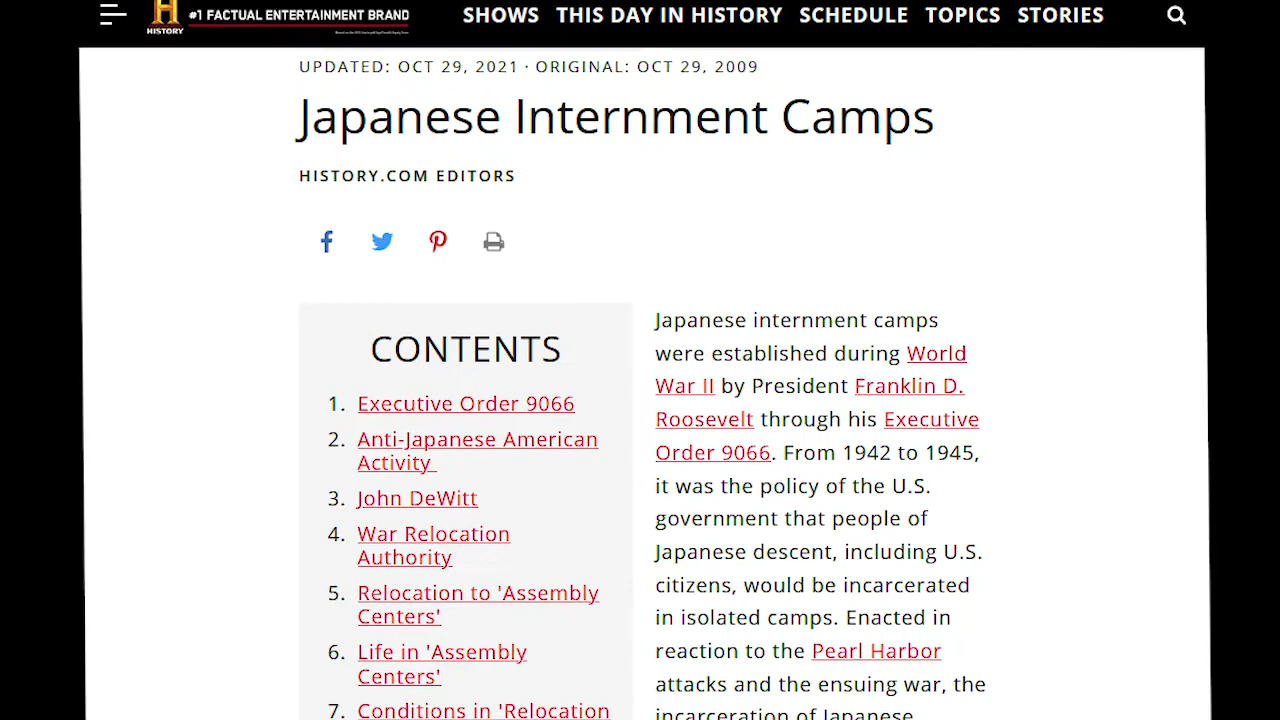 #1 FACTUAL ENTERTAINMENT BRAND
SHOWS THIS DAY IN HISTORY SCHEDULE TOPICS STORIES
H
HISTORY
UPDATED: OCT 29, 2021 · ORIGINAL: OCT 29, 2009
Japanese Internment Camps
HISTORY.COM EDITORS
CONTENTS
1. Executive Order 9066
2. Anti-Japanese American
Activity
3. John DeWitt
4. War Relocation
Authority
5. Relocation to 'Assembly
Centers'
6. Life in 'Assembly
Centers'
7. Conditions in 'Relocation
Japanese internment camps
were established during World
War II by President Franklin D.
Roosevelt through his Executive
Order 9066. From 1942 to 1945,
it was the policy of the U.S.
government that people of
Japanese descent, including U.S.
citizens, would be incarcerated
in isolated camps. Enacted in
reaction to the Pearl Harbor
attacks and the ensuing war, the
incarceration of Japanese